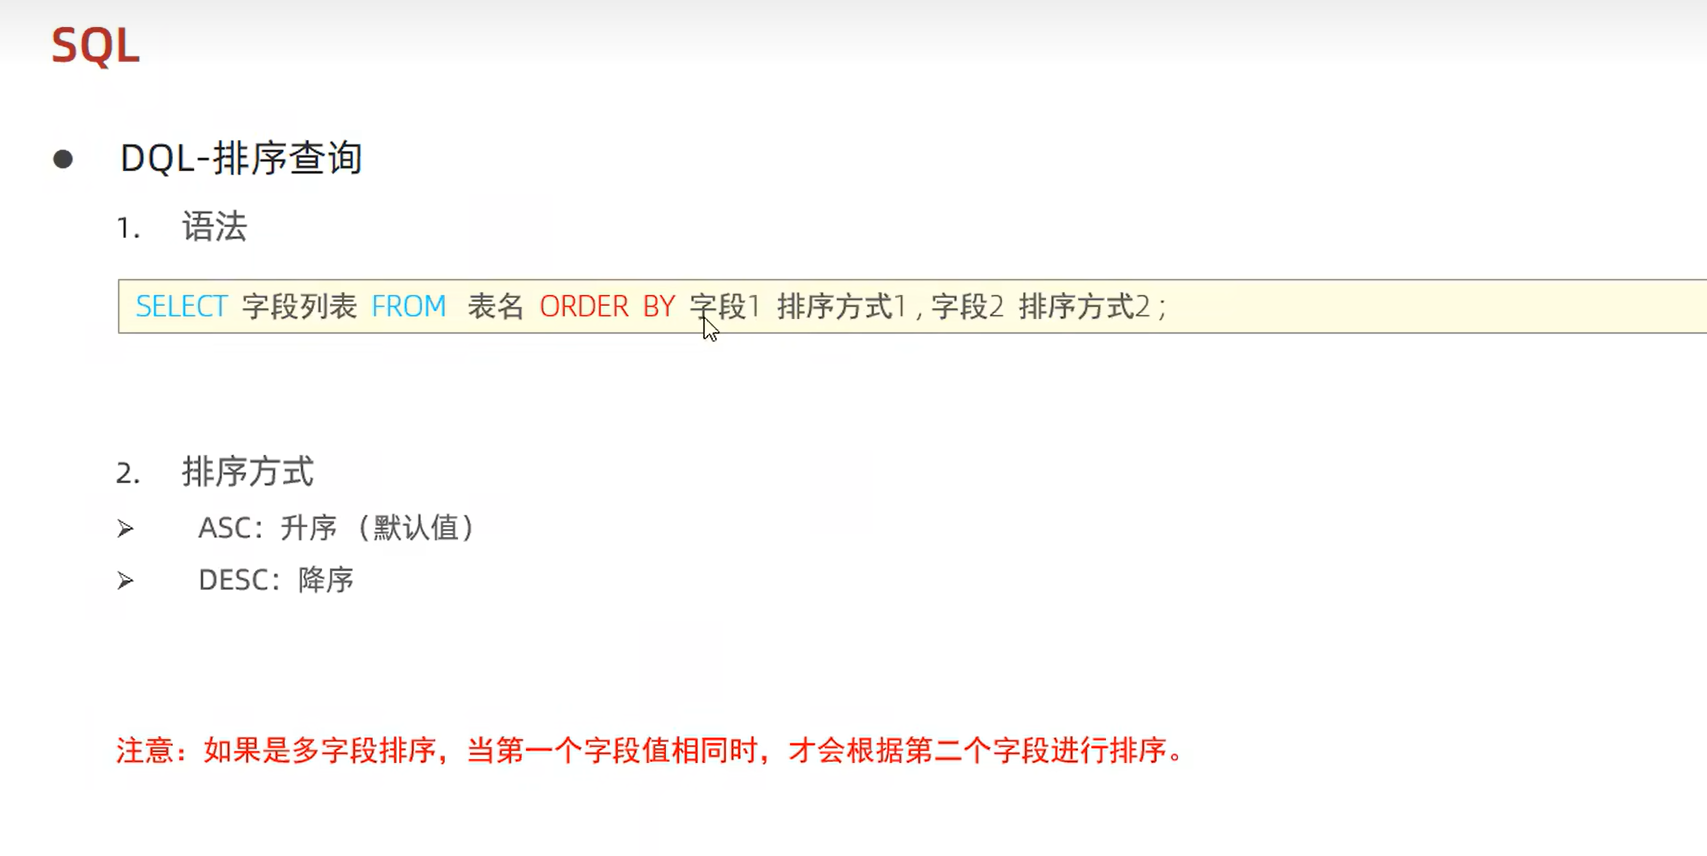 SQL
DQL-排序查询
1. 语法
SELECT 字段列表 FROM 表名 ORDER BY 字段1 排序方式1 , 字段2 排序方式2 ;
2. 排序方式
ASC：升序（默认值）
DESC：降序
注意：如果是多字段排序，当第一个字段值相同时，才会根据第二个字段进行排序。